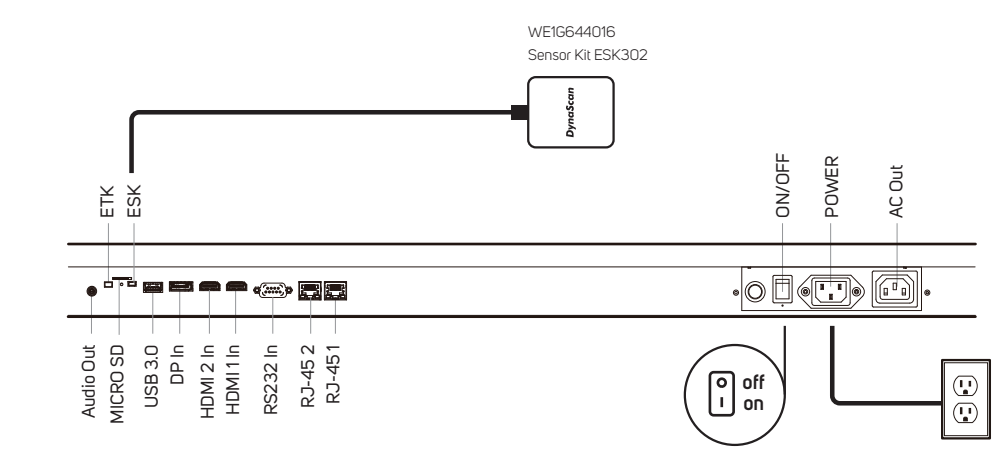 WE1G644016
Sensor Kit ESK302
DynaScan
ETK
ESK
ON/OFF
POWER
AC Out
Audio Out
MICRO SD
USB 3.0
DP In
HDMI 2 In
HDMI 1 In
RS232 In
RJ-45 2
RJ-45 1
off
on